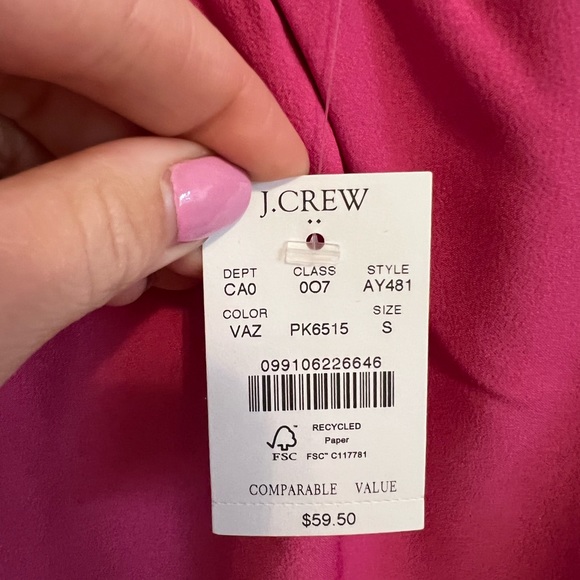 J.CREW
DEPT CLASS STYLE
CA0 0O7 AY481
COLOR SIZE
VAZ PK6515 S
099106226646
RECYCLED
Paper
FSC FSC™ C117781
COMPARABLE VALUE
$59.50